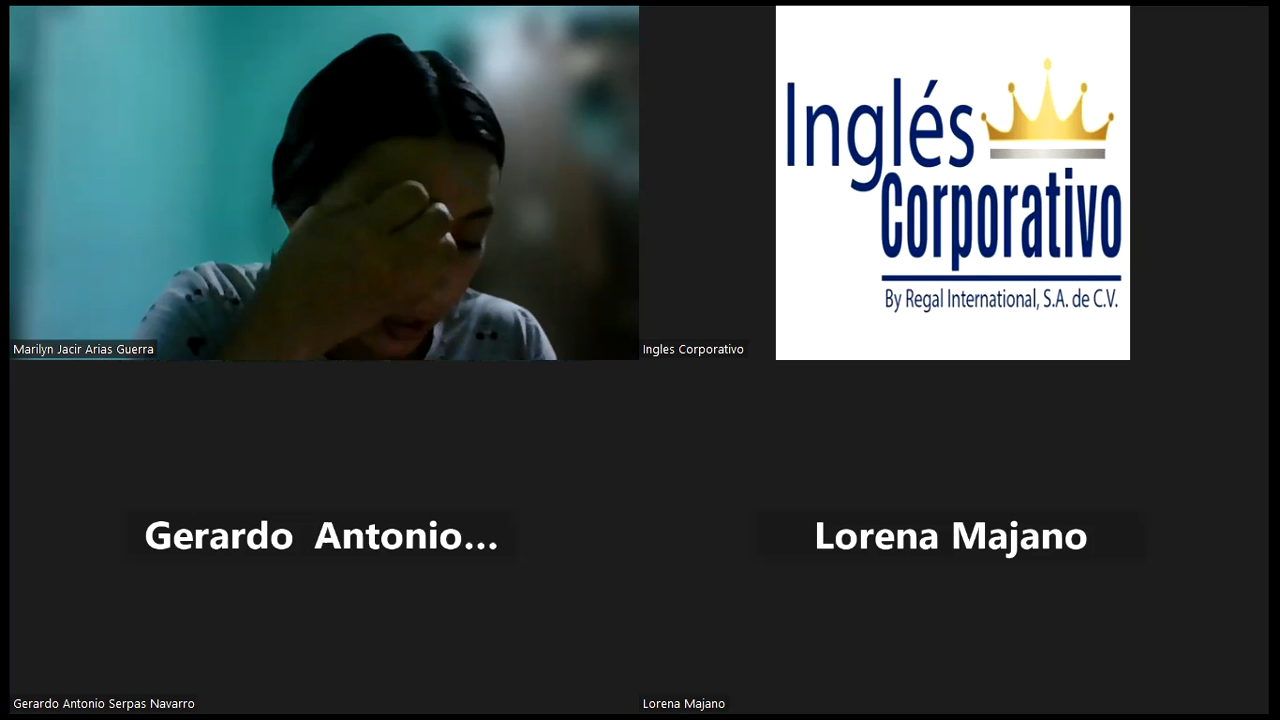 Inglés
Corporativo
By Regal International, S.A. de C.V.
Marilyn Jacir Arias Guerra
Ingles Corporativo
Gerardo Antonio...
Lorena Majano
Gerardo Antonio Serpas Navarro
Lorena Majano